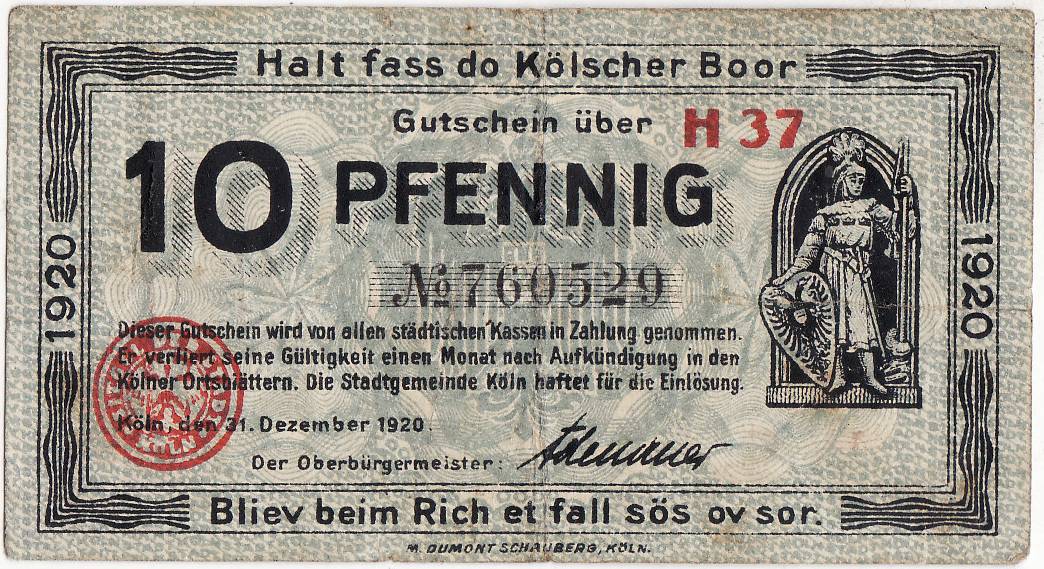 Halt fass do Kölscher Boor
Gutschein über H 37
10 PFENNIG
№ 760529
Dieser Gutschein wird von allen städtischen Kassen in Zahlung genommen.
Er verliert seine Gültigkeit einen Monat nach Aufkündigung in den
Kölner Ortsblättern. Die Stadtgemeinde Köln haftet für die Einlösung.
Köln, den 31. Dezember 1920.
Der Oberbürgermeister: Adenauer
1920
1920
Bliev beim Rich et fall sös ov sor.
M. DUMONT SCHAUBERG, KÖLN.